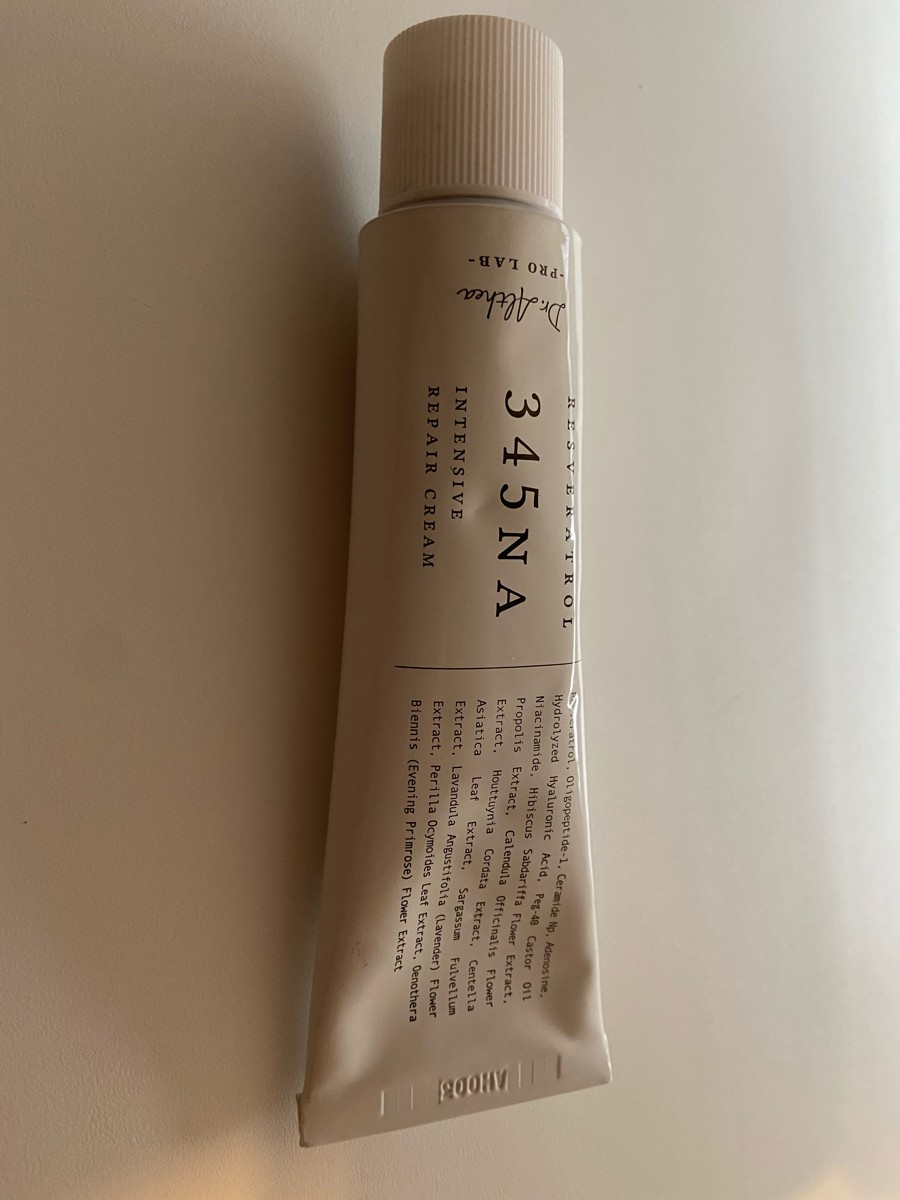 -PRO LAB-
Dr. Althea
RESVERATROL
345NA
INTENSIVE
REPAIR CREAM
Oligopeptide-1, Ceramide Np, Adenosine,
Hydrolyzed Hyaluronic Acid, Peg-40 Castor Oil
Niacinamide, Hibiscus Sabdariffa Flower Extract,
Propolis Extract, Calendula Officinalis Flower
Extract, Houttuynia Cordata Extract, Centella
Asiatica Leaf Extract, Sargassum Fulvellum
Extract, Lavandula Angustifolia (Lavender) Flower
Extract, Perilla Ocymoides Leaf Extract, Oenothera
Biennis (Evening Primrose) Flower Extract
AH003